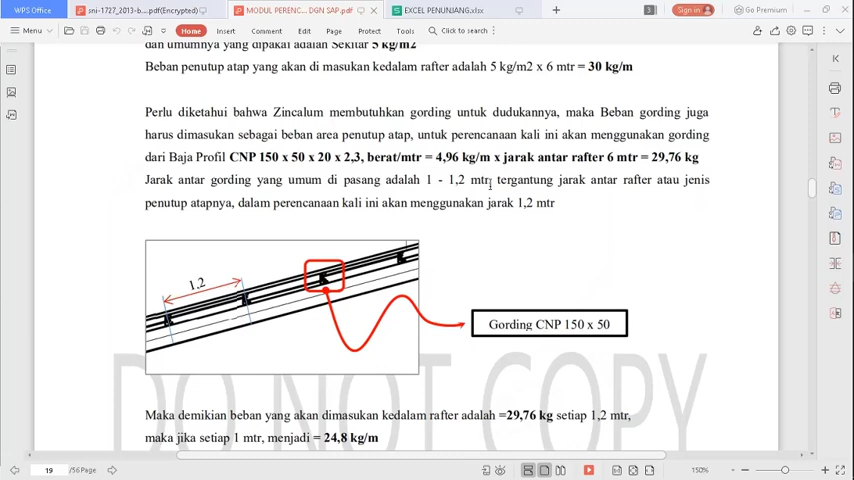 WPS Office
sni-1727_2013-b....pdf(Encrypted)
MODUL PERENC... DGN SAP.pdf
EXCEL PENUNJANG.xlsx
3
Sign in
Go Premium
Menu
Home
Insert
Comment
Edit
Page
Protect
Tools
Click to search
dan umumnya yang dipakai adalah Sekitar 5 kg/m2
Beban penutup atap yang akan di masukan kedalam rafter adalah 5 kg/m2 x 6 mtr = 30 kg/m
Perlu diketahui bahwa Zincalum membutuhkan gording untuk dudukannya, maka Beban gording juga
harus dimasukan sebagai beban area penutup atap, untuk perencanaan kali ini akan menggunakan gording
dari Baja Profil CNP 150 x 50 x 20 x 2,3, berat/mtr = 4,96 kg/m x jarak antar rafter 6 mtr = 29,76 kg
Jarak antar gording yang umum di pasang adalah 1 - 1,2 mtr tergantung jarak antar rafter atau jenis
penutup atapnya, dalam perencanaan kali ini akan menggunakan jarak 1,2 mtr
1.2
Gording CNP 150 x 50
DO NOT COPY
Maka demikian beban yang akan dimasukan kedalam rafter adalah =29,76 kg setiap 1,2 mtr,
maka jika setiap 1 mtr, menjadi = 24,8 kg/m
19 /56 Page
150%